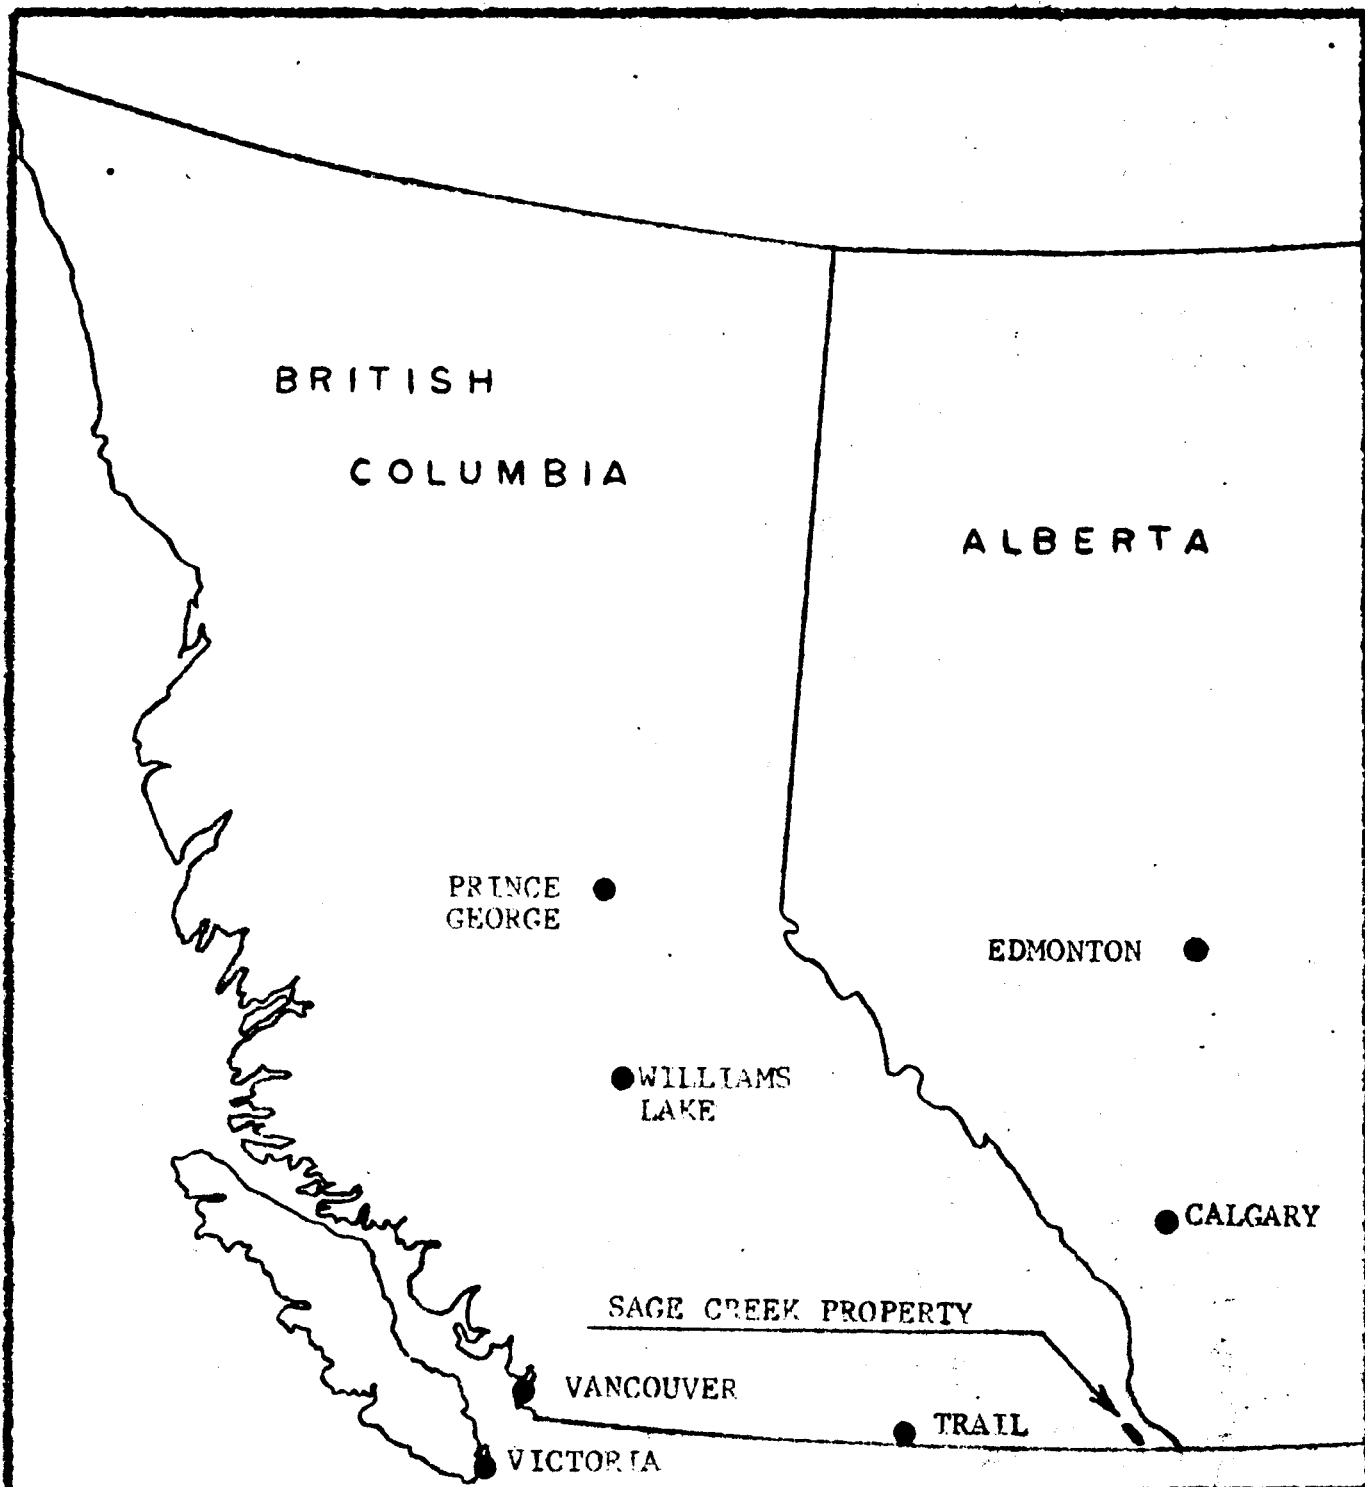 BRITISH
COLUMBIA
ALBERTA
PRINCE
GEORGE
EDMONTON
WILLIAMS
LAKE
CALGARY
SAGE CREEK PROPERTY
VANCOUVER
TRAIL
VICTORIA